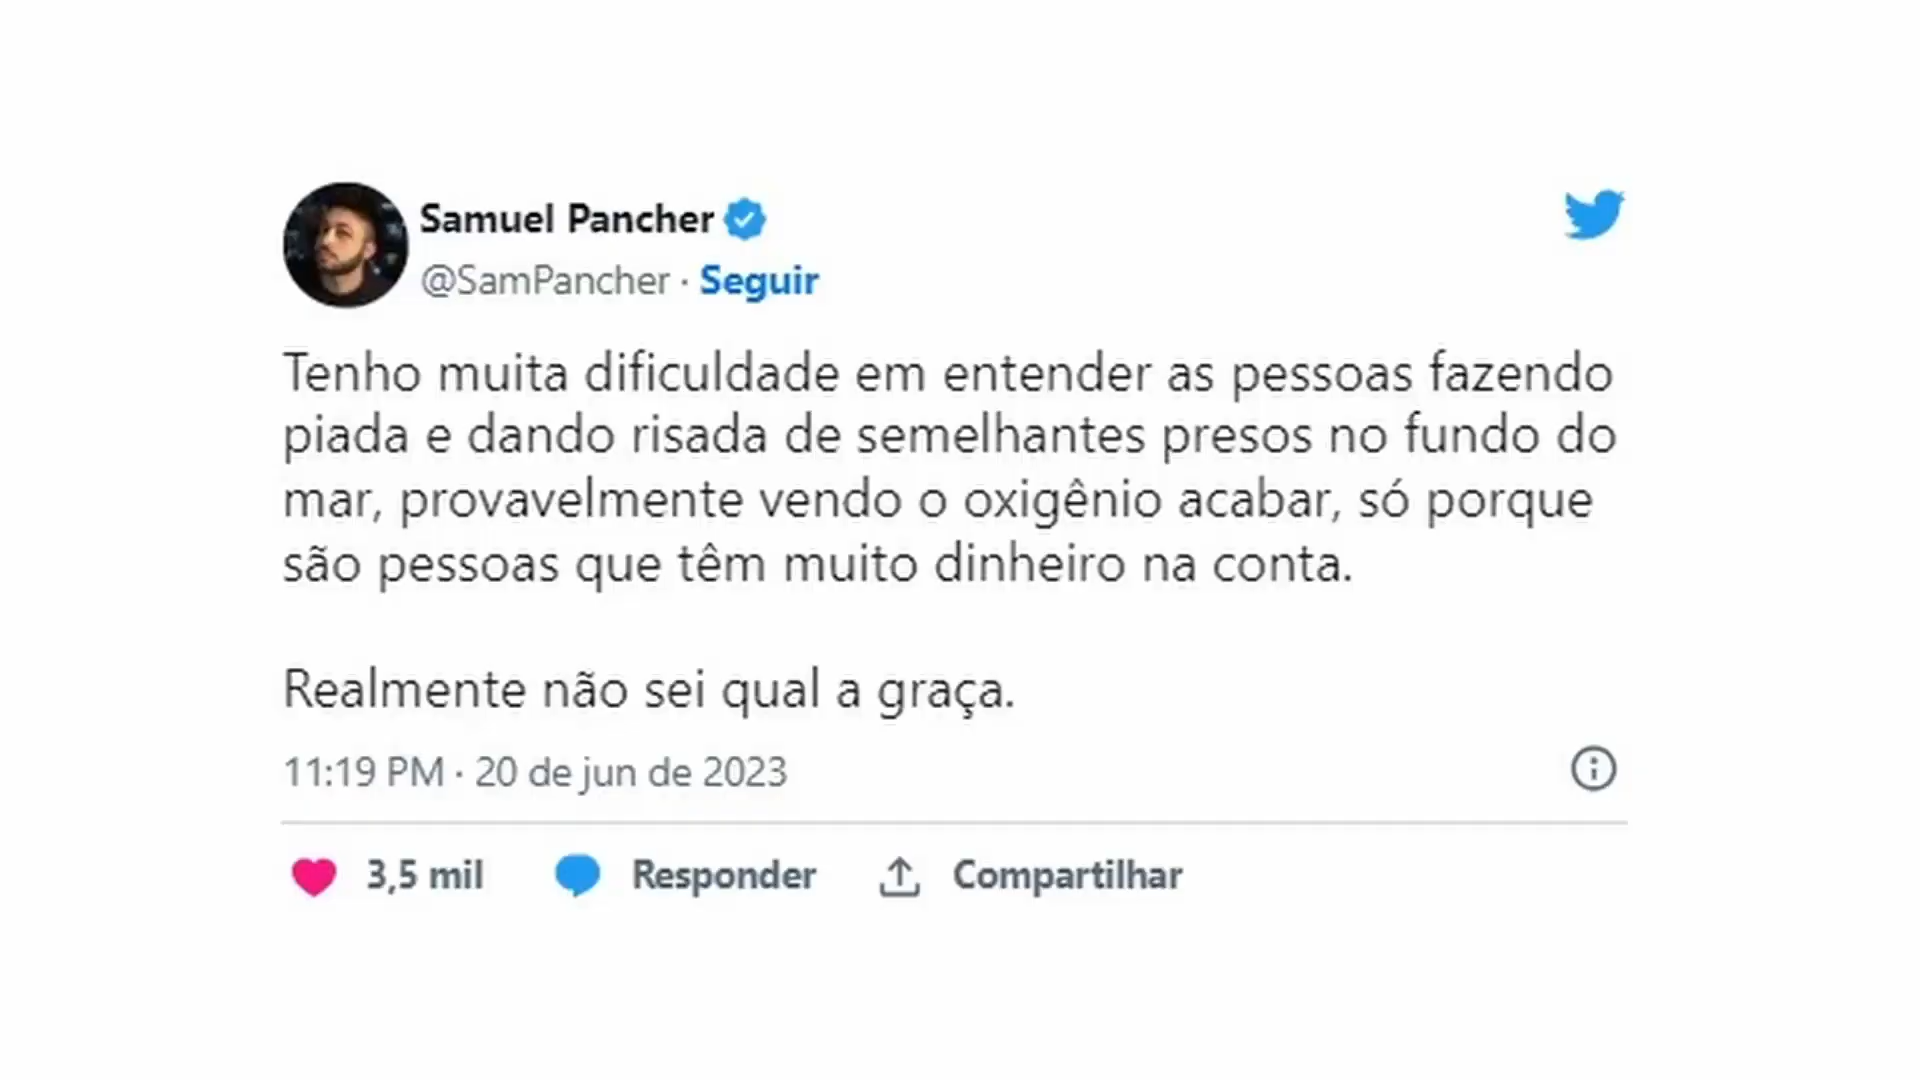 Samuel Pancher
@SamPancher · Seguir
Tenho muita dificuldade em entender as pessoas fazendo
piada e dando risada de semelhantes presos no fundo do
mar, provavelmente vendo o oxigênio acabar, só porque
são pessoas que têm muito dinheiro na conta.
Realmente não sei qual a graça.
11:19 PM · 20 de jun de 2023
3,5 mil Responder Compartilhar